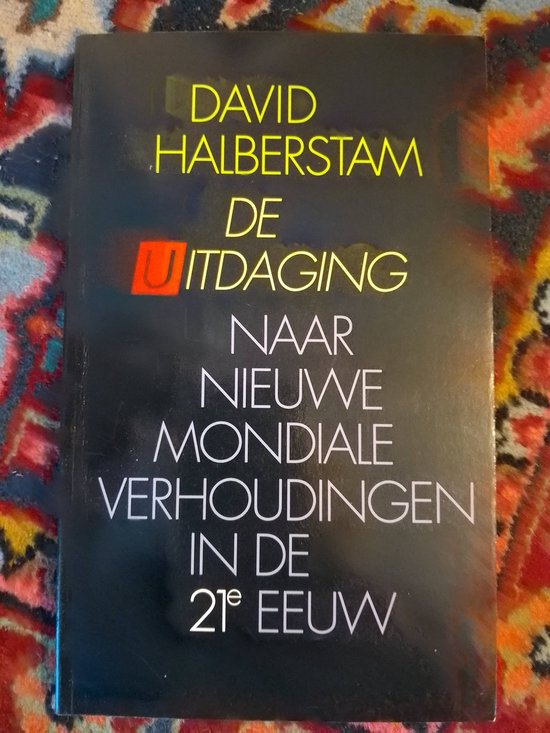 DAVID
HALBERSTAM
DE
UITDAGING
NAAR
NIEUWE
MONDIALE
VERHOUDINGEN
IN DE
21e EEUW